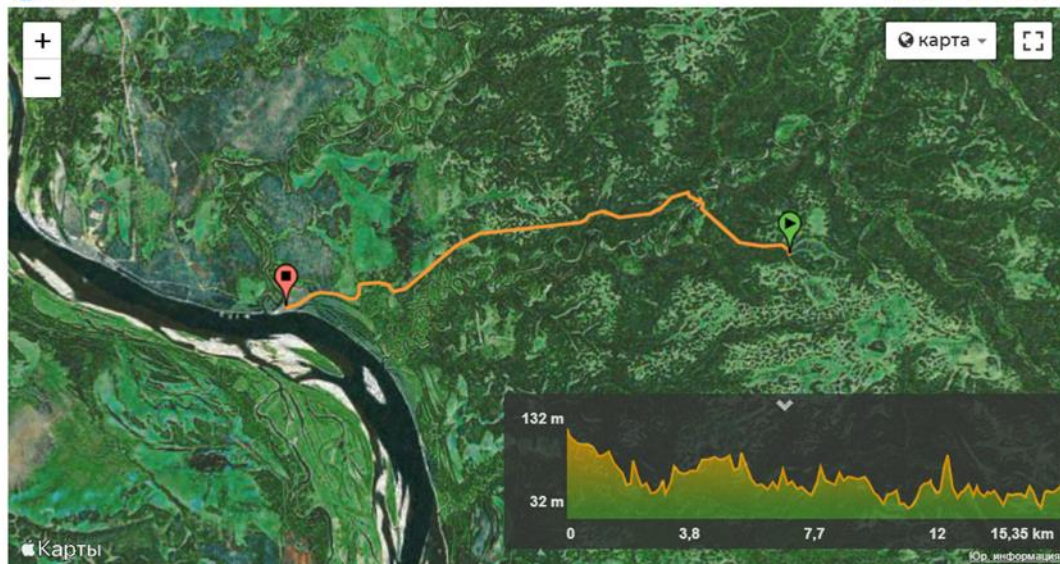 +
−
карта
132 m
32 m
0
3,8
7,7
12
15,35 km
Карты
Юр. информация